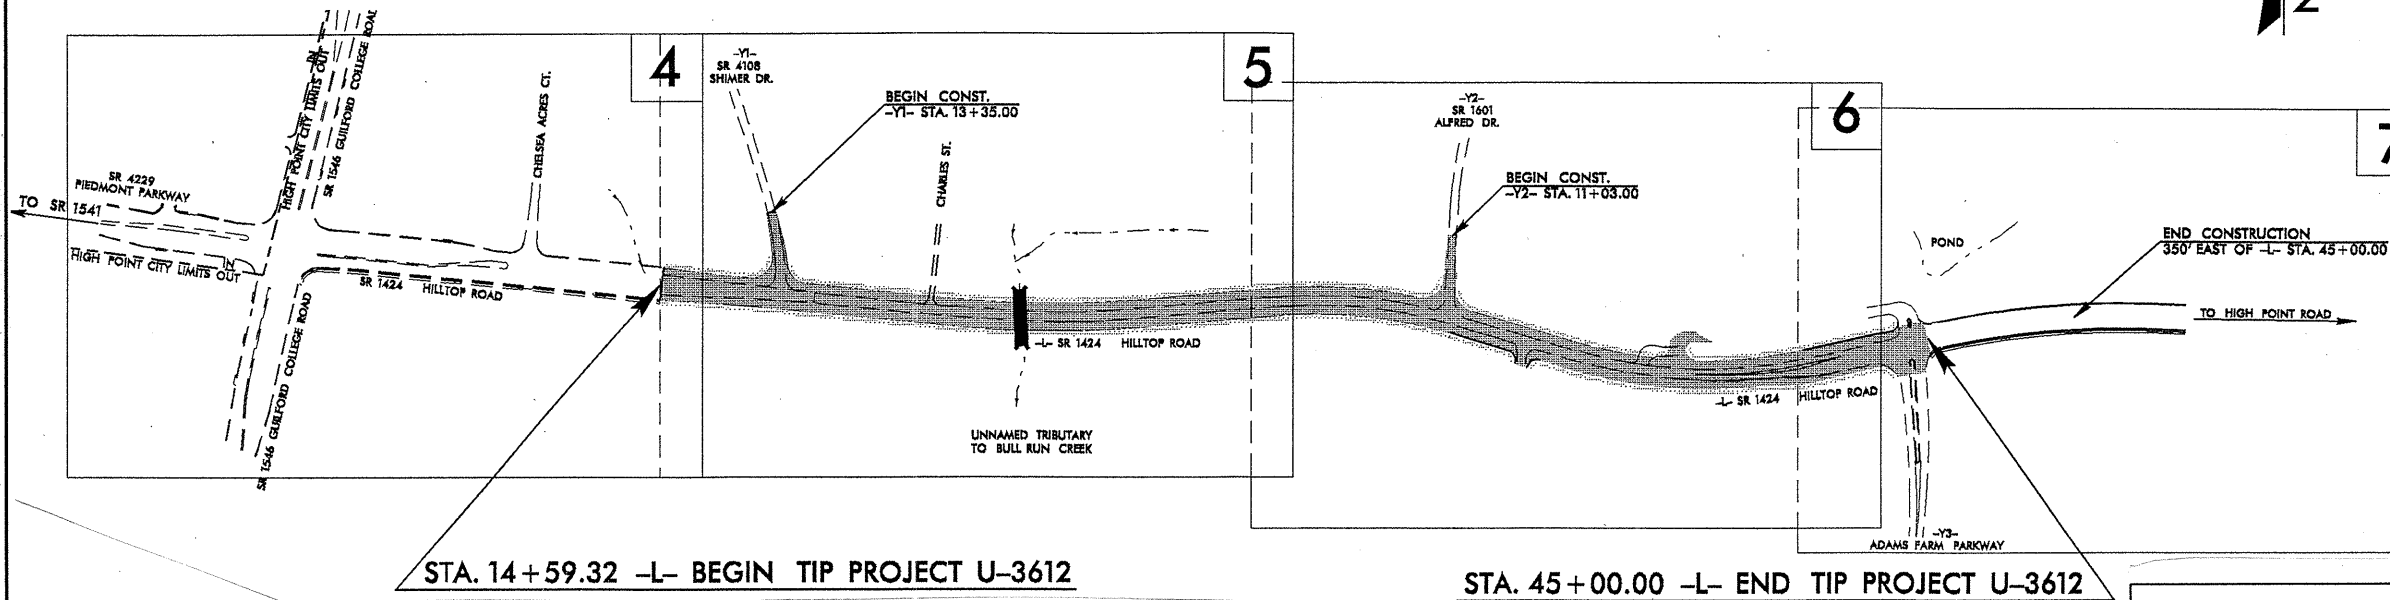 4
5
6
7
-Y1-
SR 4108
SHIMER DR.
BEGIN CONST.
-Y1- STA. 13+35.00
CHELSEA ACRES CT.
CHARLES ST.
-Y2-
SR 1601
ALFRED DR.
BEGIN CONST.
-Y2- STA. 11+03.00
IN
HIGH POINT CITY LIMITS OUT
SR 1546 GUILFORD COLLEGE ROAD
SR 4229
PIEDMONT PARKWAY
TO SR 1541
IN
HIGH POINT CITY LIMITS OUT
SR 1424 HILLTOP ROAD
SR 1546 GUILFORD COLLEGE ROAD
POND
END CONSTRUCTION
350' EAST OF -L- STA. 45+00.00
TO HIGH POINT ROAD
-L- SR 1424 HILLTOP ROAD
-L- SR 1424 HILLTOP ROAD
UNNAMED TRIBUTARY
TO BULL RUN CREEK
-Y3-
ADAMS FARM PARKWAY
STA. 14+59.32 -L- BEGIN TIP PROJECT U-3612
STA. 45+00.00 -L- END TIP PROJECT U-3612